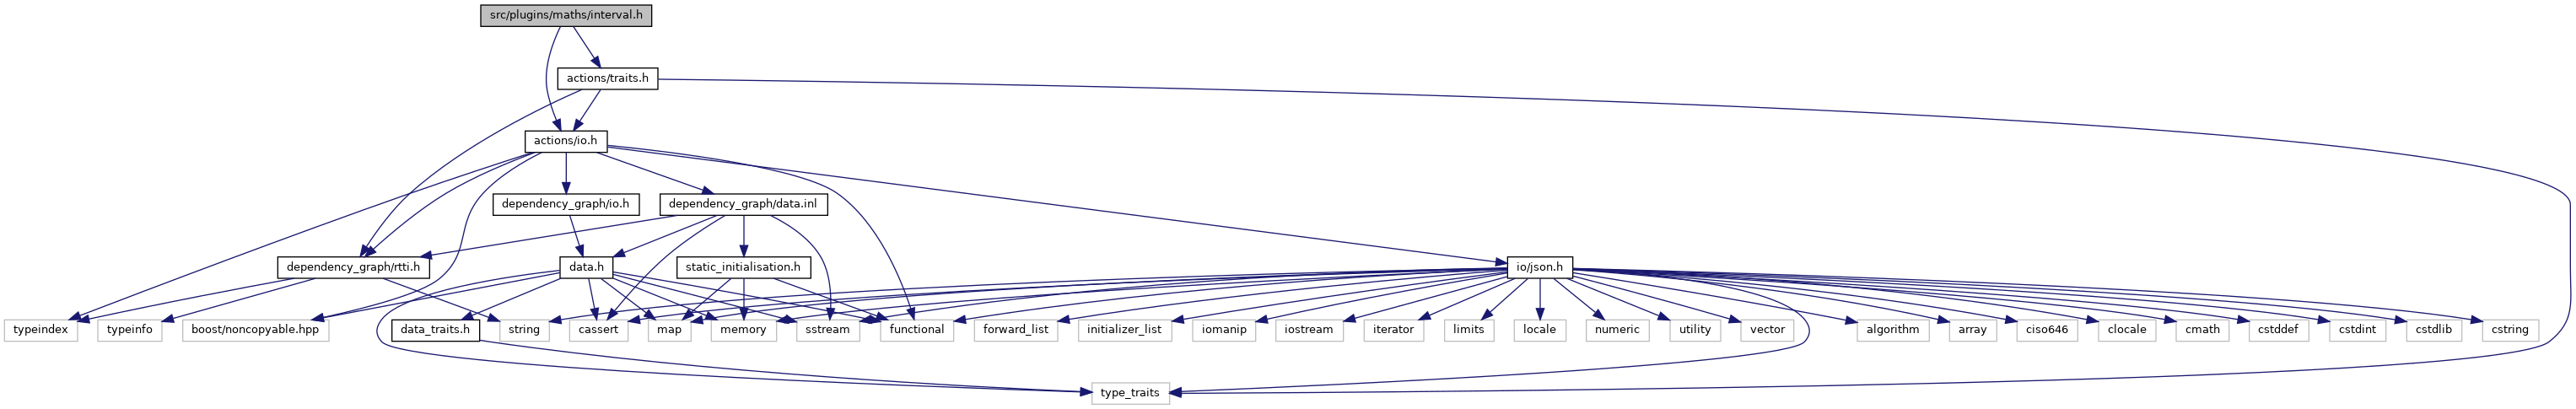 src/plugins/maths/interval.h
actions/traits.h
actions/io.h
dependency_graph/io.h
dependency_graph/data.inl
dependency_graph/rtti.h
data.h
static_initialisation.h
io/json.h
typeindex
typeinfo
boost/noncopyable.hpp
data_traits.h
string
cassert
map
memory
sstream
functional
forward_list
initializer_list
iomanip
iostream
iterator
limits
locale
numeric
utility
vector
algorithm
array
ciso646
clocale
cmath
cstddef
cstdint
cstdlib
cstring
type_traits